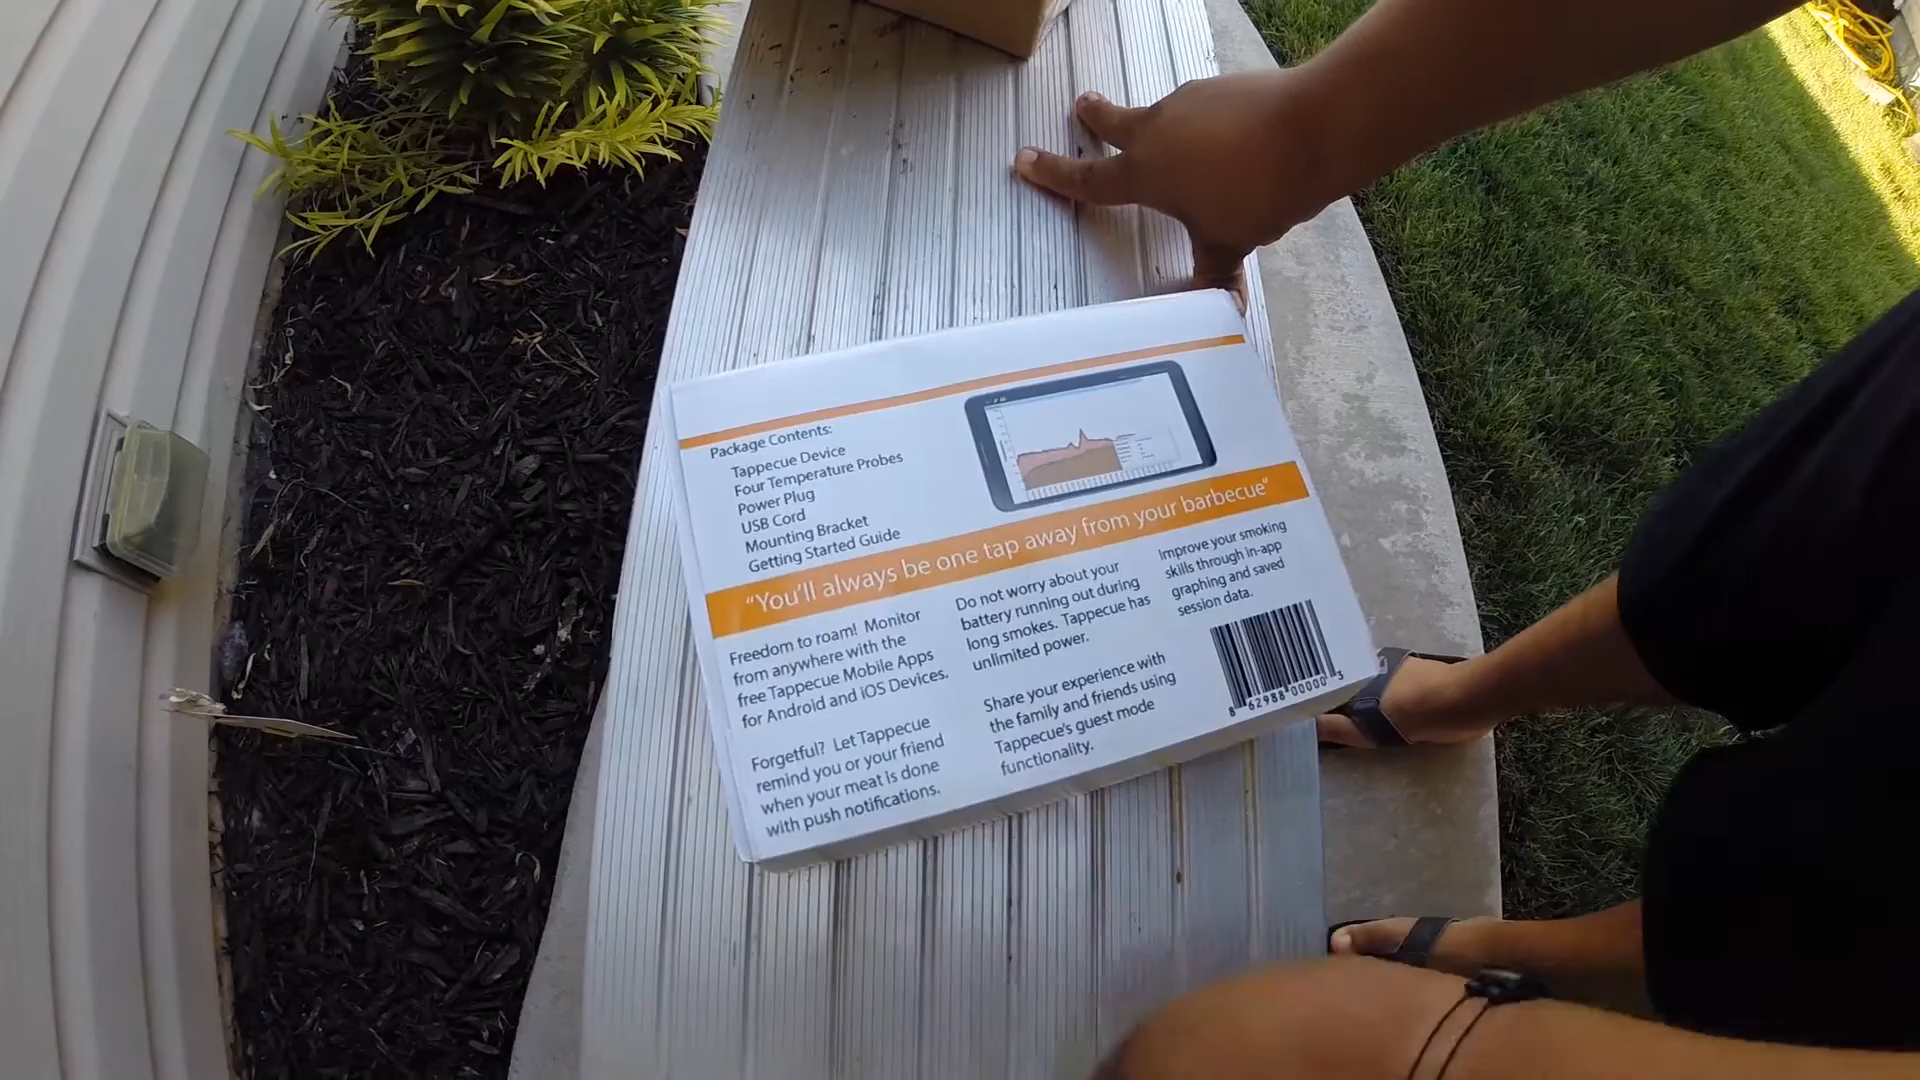 Package Contents:
Tappecue Device
Four Temperature Probes
Power Plug
USB Cord
Mounting Bracket
Getting Started Guide
"You'll always be one tap away from your barbecue"
Freedom to roam! Monitor
from anywhere with the
free Tappecue Mobile Apps
for Android and iOS Devices.
Forgetful? Let Tappecue
remind you or your friend
when your meat is done
with push notifications.
Do not worry about your
battery running out during
long smokes. Tappecue has
unlimited power.
Share your experience with
the family and friends using
Tappecue's guest mode
functionality.
Improve your smoking
skills through in-app
graphing and saved
session data.
8 62988 00000 3